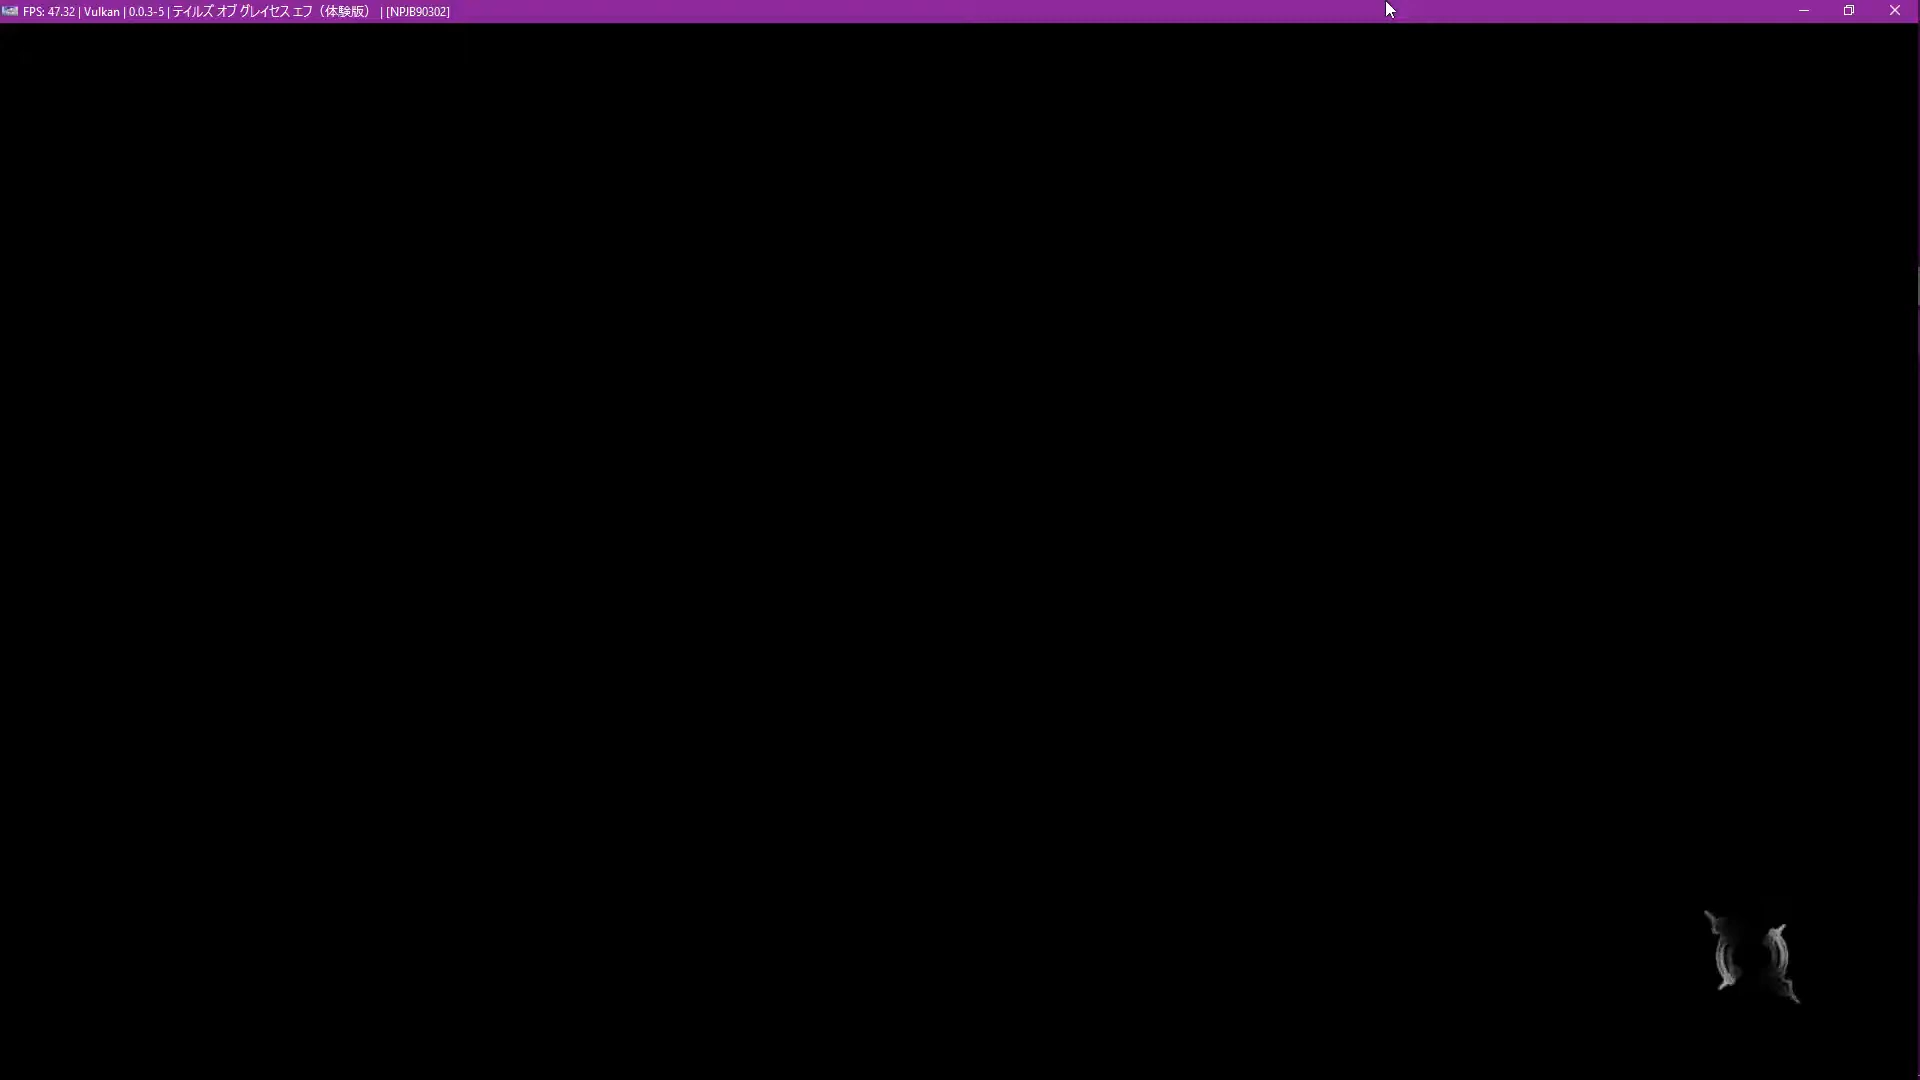 FPS: 47.32 | Vulkan | 0.0.3-5 | テイルズ オブ グレイセス エフ（体験版） | [NPJB90302]